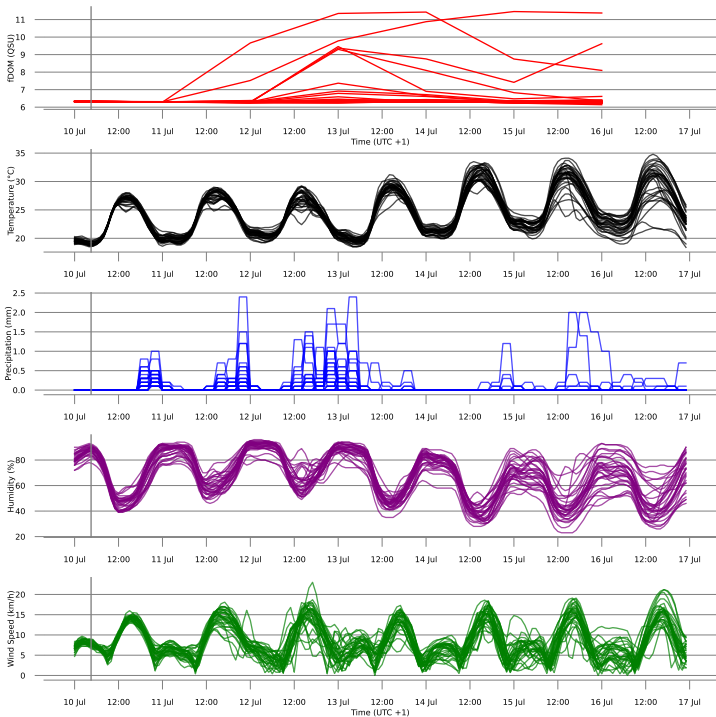 fDOM (QSU)
11
10
9
8
7
6
10 Jul 12:00 11 Jul 12:00 12 Jul 12:00 13 Jul 12:00 14 Jul 12:00 15 Jul 12:00 16 Jul 12:00 17 Jul
Time (UTC +1)
Temperature (°C)
35
30
25
20
10 Jul 12:00 11 Jul 12:00 12 Jul 12:00 13 Jul 12:00 14 Jul 12:00 15 Jul 12:00 16 Jul 12:00 17 Jul
Precipitation (mm)
2.5
2.0
1.5
1.0
0.5
0.0
10 Jul 12:00 11 Jul 12:00 12 Jul 12:00 13 Jul 12:00 14 Jul 12:00 15 Jul 12:00 16 Jul 12:00 17 Jul
Humidity (%)
80
60
40
20
10 Jul 12:00 11 Jul 12:00 12 Jul 12:00 13 Jul 12:00 14 Jul 12:00 15 Jul 12:00 16 Jul 12:00 17 Jul
Wind Speed (km/h)
20
15
10
5
0
10 Jul 12:00 11 Jul 12:00 12 Jul 12:00 13 Jul 12:00 14 Jul 12:00 15 Jul 12:00 16 Jul 12:00 17 Jul
Time (UTC +1)